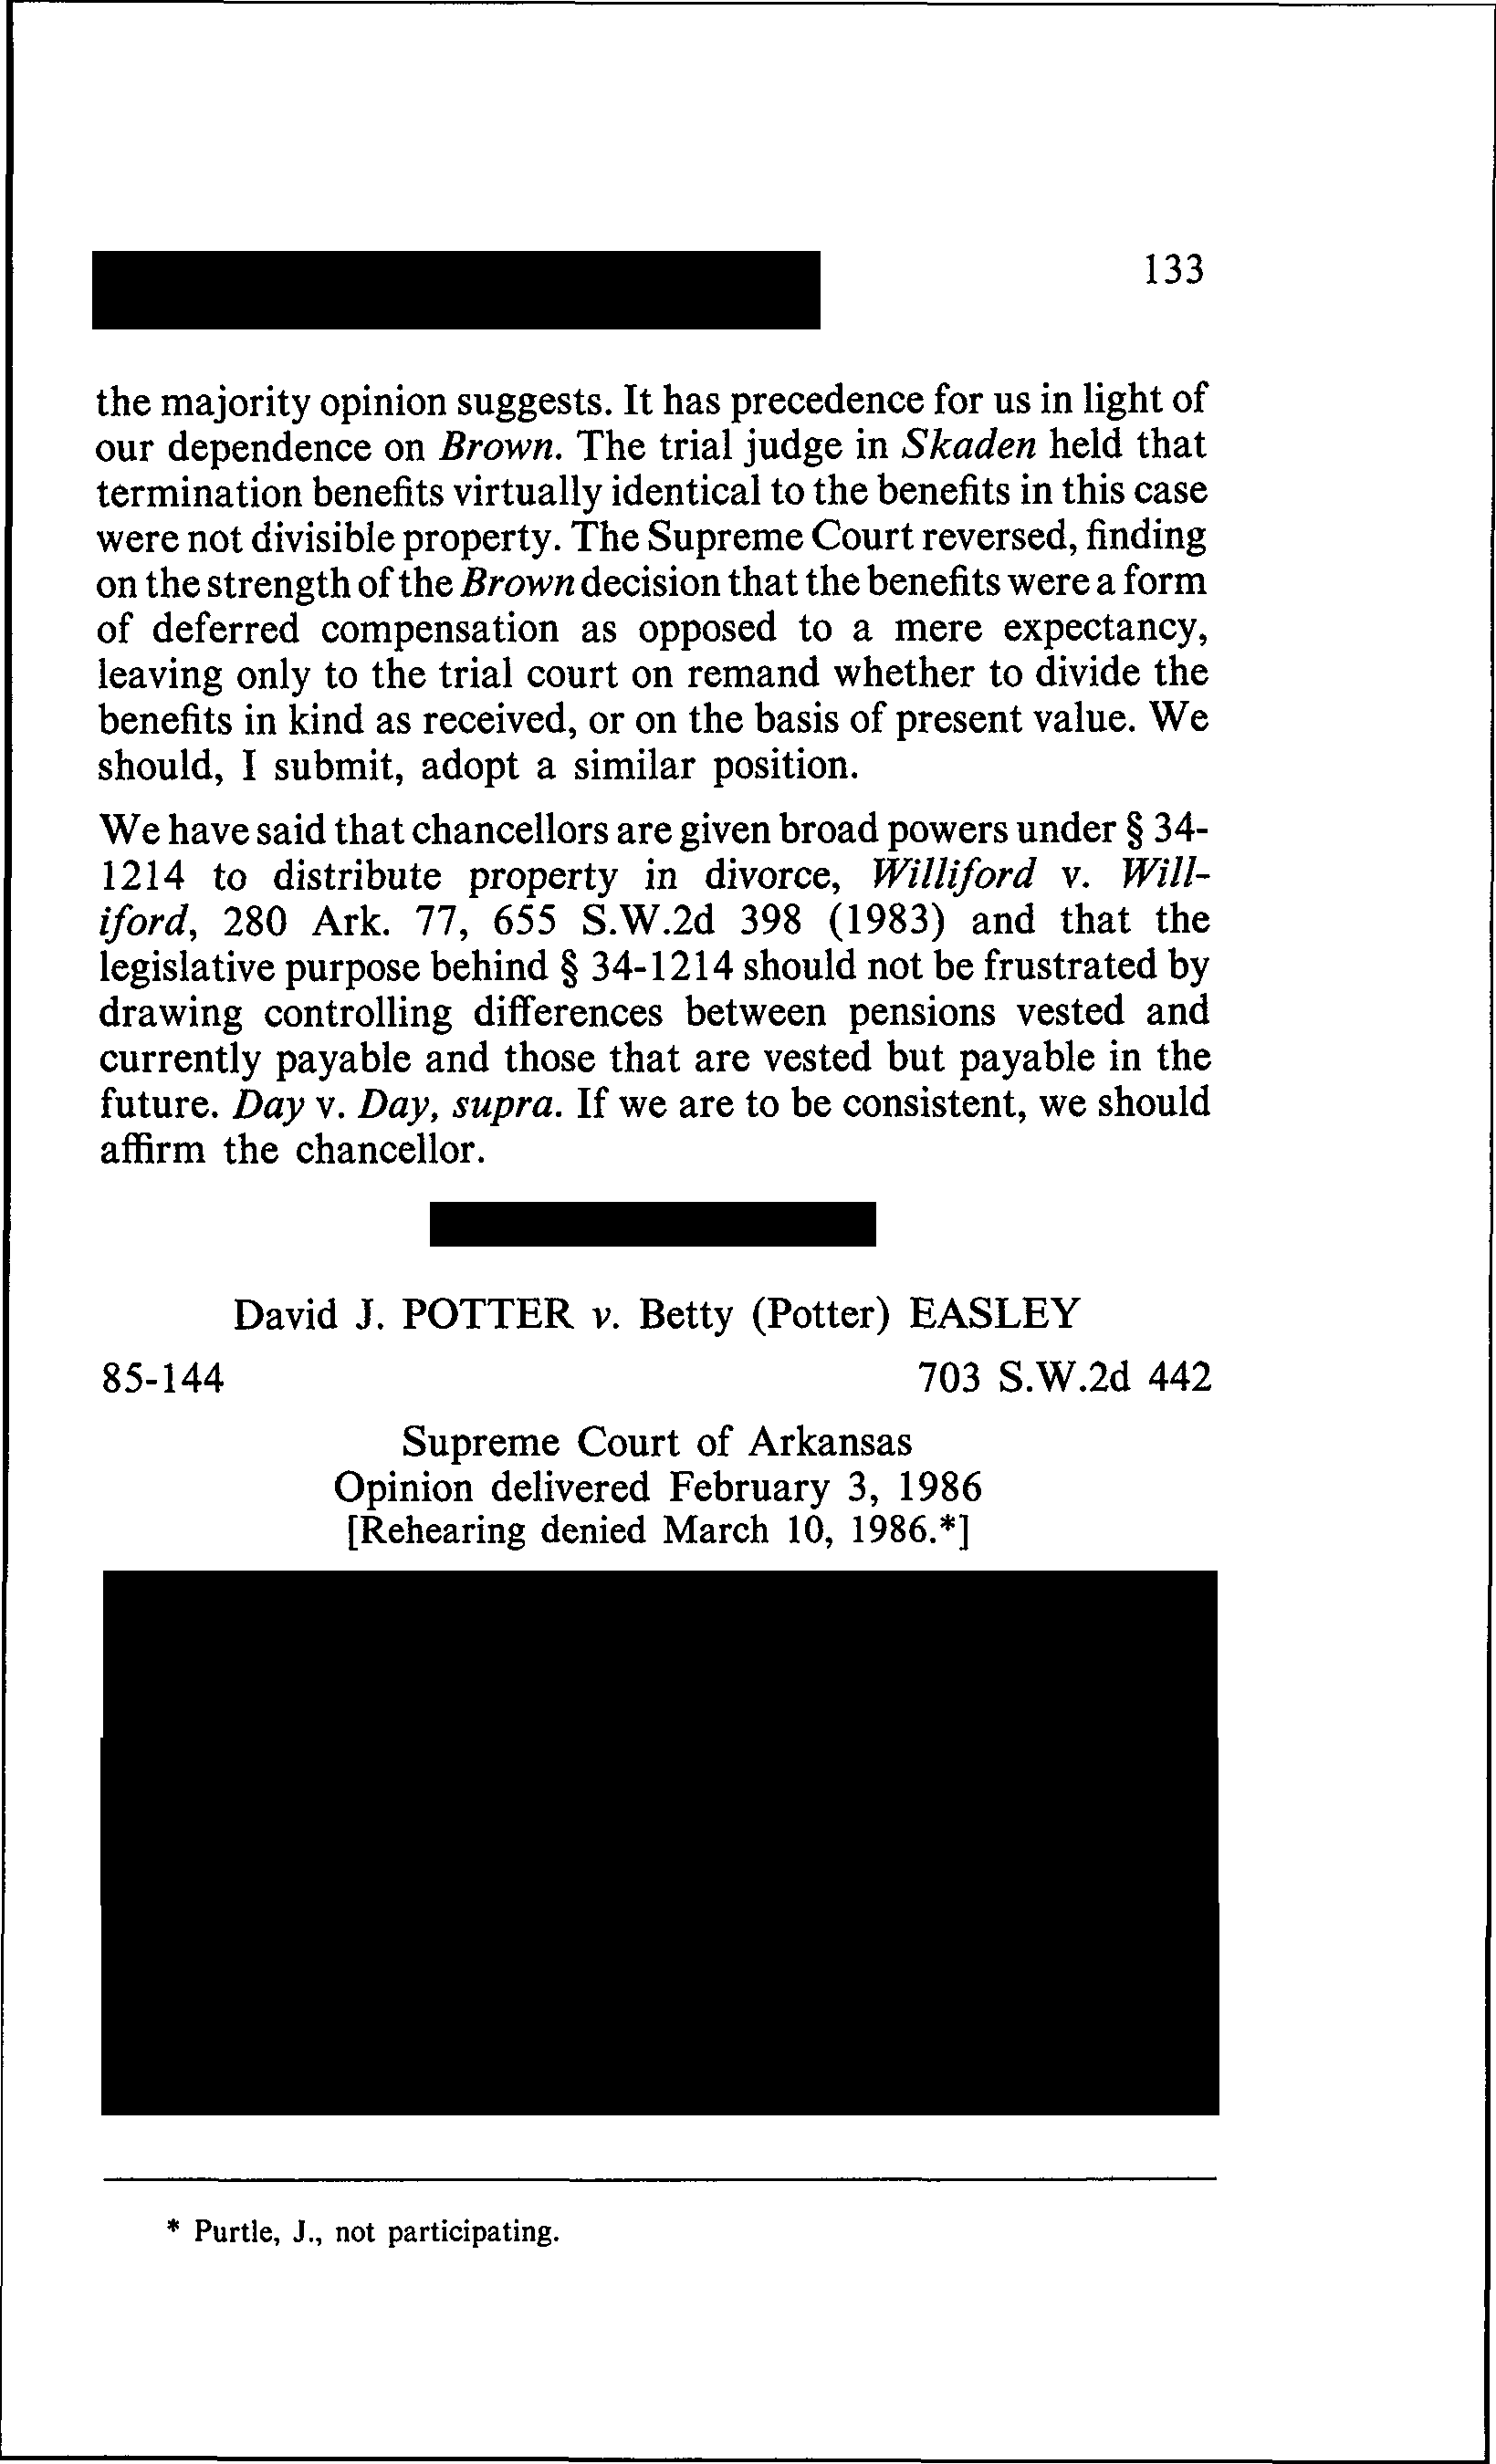 133
the majority opinion suggests. It has precedence for us in light of
our dependence on Brown. The trial judge in Skaden held that
termination benefits virtually identical to the benefits in this case
were not divisible property. The Supreme Court reversed, finding
on the strength of the Brown decision that the benefits were a form
of deferred compensation as opposed to a mere expectancy,
leaving only to the trial court on remand whether to divide the
benefits in kind as received, or on the basis of present value. We
should, I submit, adopt a similar position.
We have said that chancellors are given broad powers under § 34-
1214 to distribute property in divorce, Williford v. Will-
iford, 280 Ark. 77, 655 S.W.2d 398 (1983) and that the
legislative purpose behind § 34-1214 should not be frustrated by
drawing controlling differences between pensions vested and
currently payable and those that are vested but payable in the
future. Day v. Day, supra. If we are to be consistent, we should
affirm the chancellor.
David J. POTTER v. Betty (Potter) EASLEY
85-144 703 S.W.2d 442
Supreme Court of Arkansas
Opinion delivered February 3, 1986
[Rehearing denied March 10, 1986.*]
* Purtle, J., not participating.